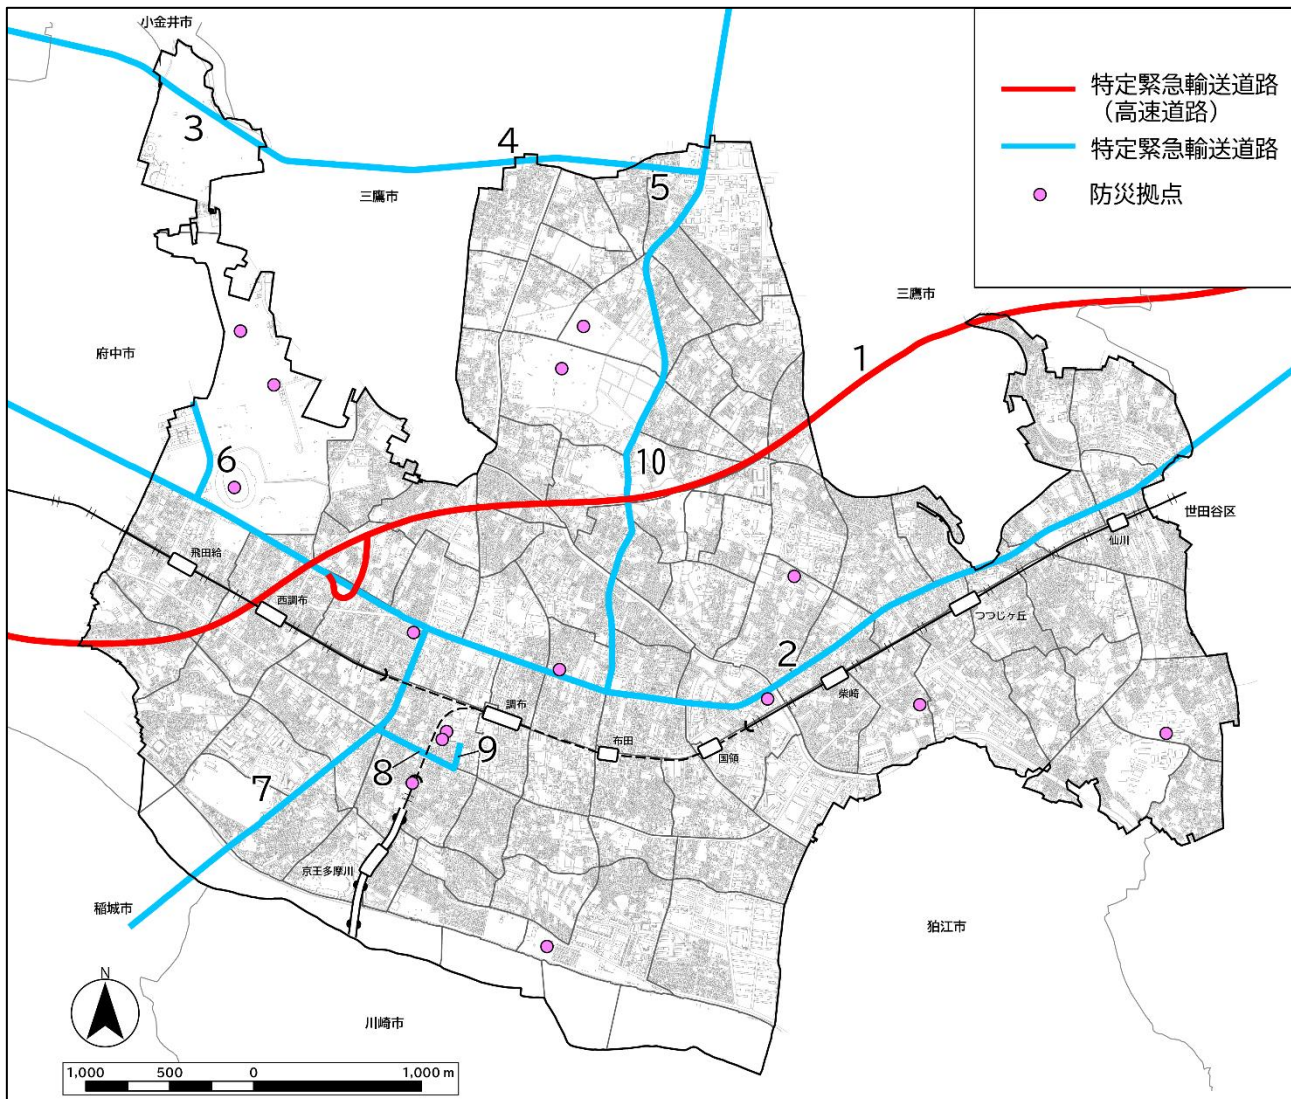 小金井市
特定緊急輸送道路
（高速道路）
特定緊急輸送道路
防災拠点
3
4
5
三鷹市
三鷹市
府中市
1
6
10
世田谷区
仙川
飛田給
西調布
つつじヶ丘
2
柴崎
調布
布田
国領
7
8
9
京王多摩川
稲城市
狛江市
N
川崎市
1,000 500 0 1,000 m